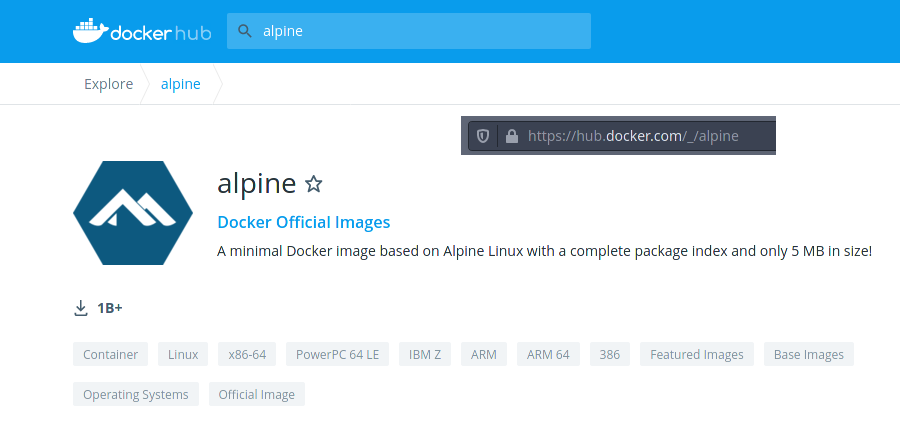 docker hub
alpine
Explore
alpine
https://hub.docker.com/_/alpine
alpine
Docker Official Images
A minimal Docker image based on Alpine Linux with a complete package index and only 5 MB in size!
1B+
Container Linux x86-64 PowerPC 64 LE IBM Z ARM ARM 64 386 Featured Images Base Images
Operating Systems Official Image